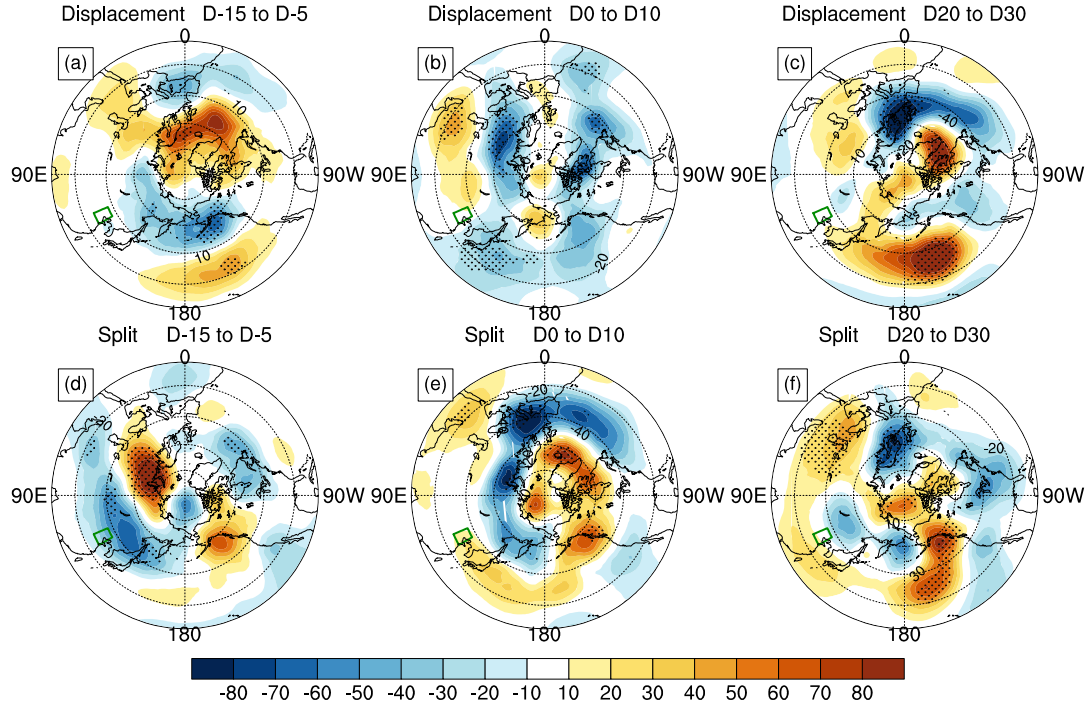 Displacement D-15 to D-5
Displacement D0 to D10
Displacement D20 to D30
0
0
0
(a)
(b)
(c)
10
-40
90E
90W
90E
90W
90E
90W
10
-20
180
180
180
Split D-15 to D-5
Split D0 to D10
Split D20 to D30
0
0
0
(d)
(e)
(f)
-20
-20
-40
-20
90E
90W
90E
90W
90E
90W
30
180
180
180
-80 -70 -60 -50 -40 -30 -20 -10 10 20 30 40 50 60 70 80